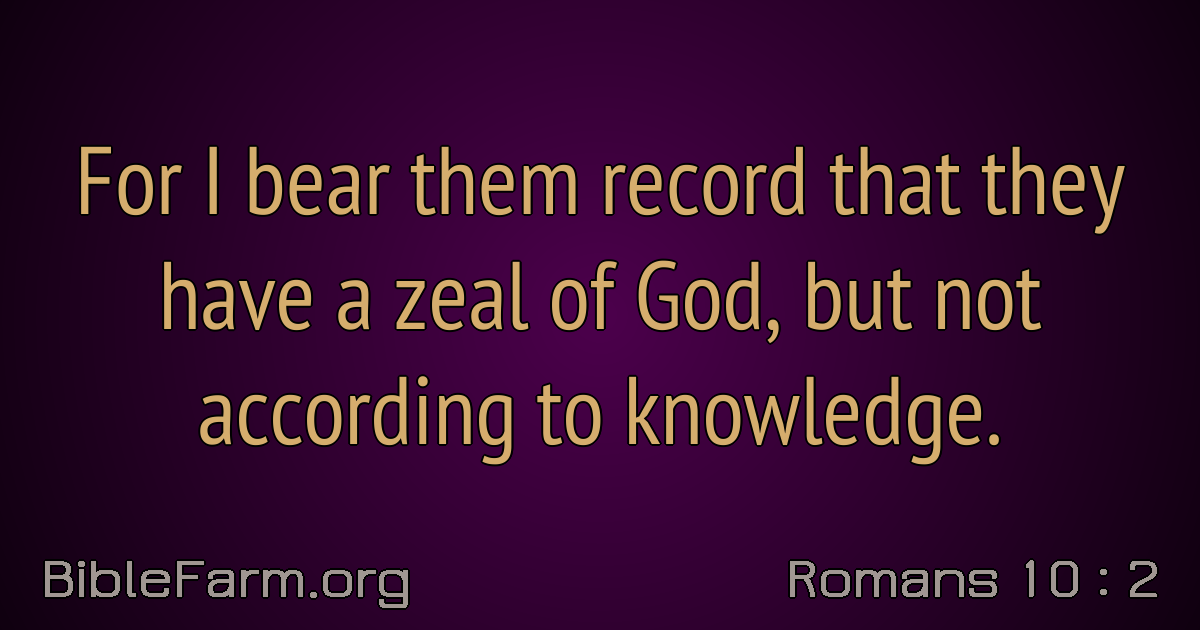 For I bear them record that they
have a zeal of God, but not
according to knowledge.
BibleFarm.org
Romans 10 : 2